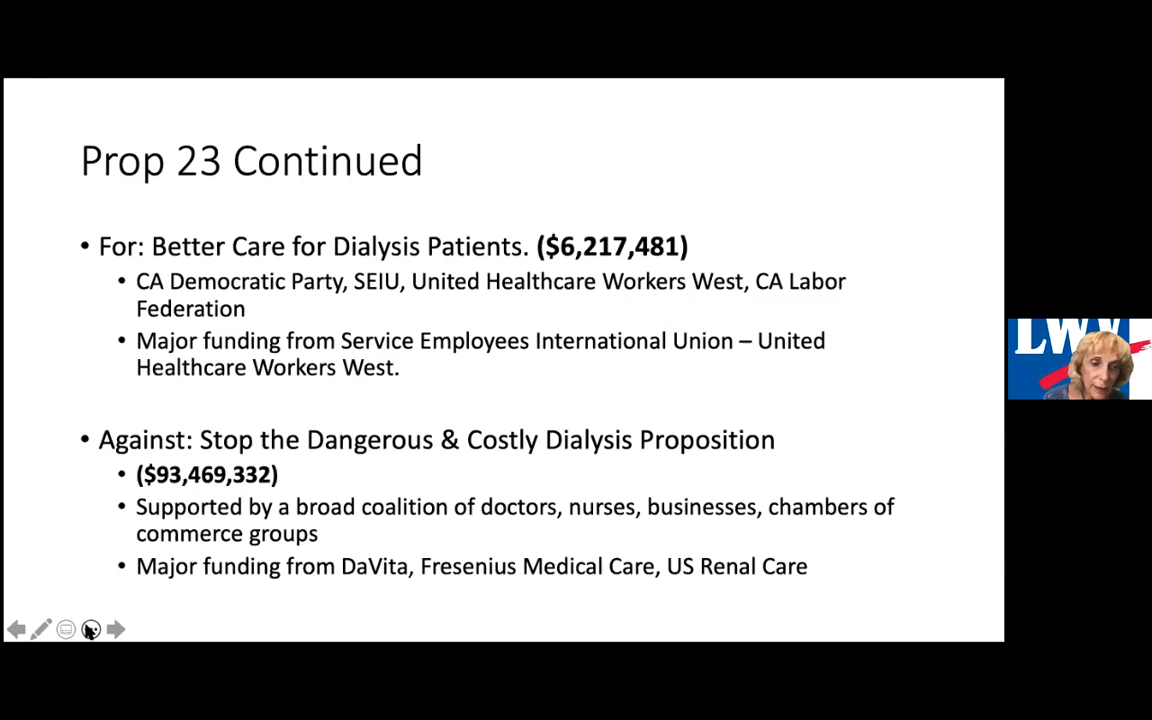 Prop 23 Continued
• For: Better Care for Dialysis Patients. ($6,217,481)
• CA Democratic Party, SEIU, United Healthcare Workers West, CA Labor
Federation
• Major funding from Service Employees International Union – United
Healthcare Workers West.
LWV
• Against: Stop the Dangerous & Costly Dialysis Proposition
• ($93,469,332)
• Supported by a broad coalition of doctors, nurses, businesses, chambers of
commerce groups
• Major funding from DaVita, Fresenius Medical Care, US Renal Care